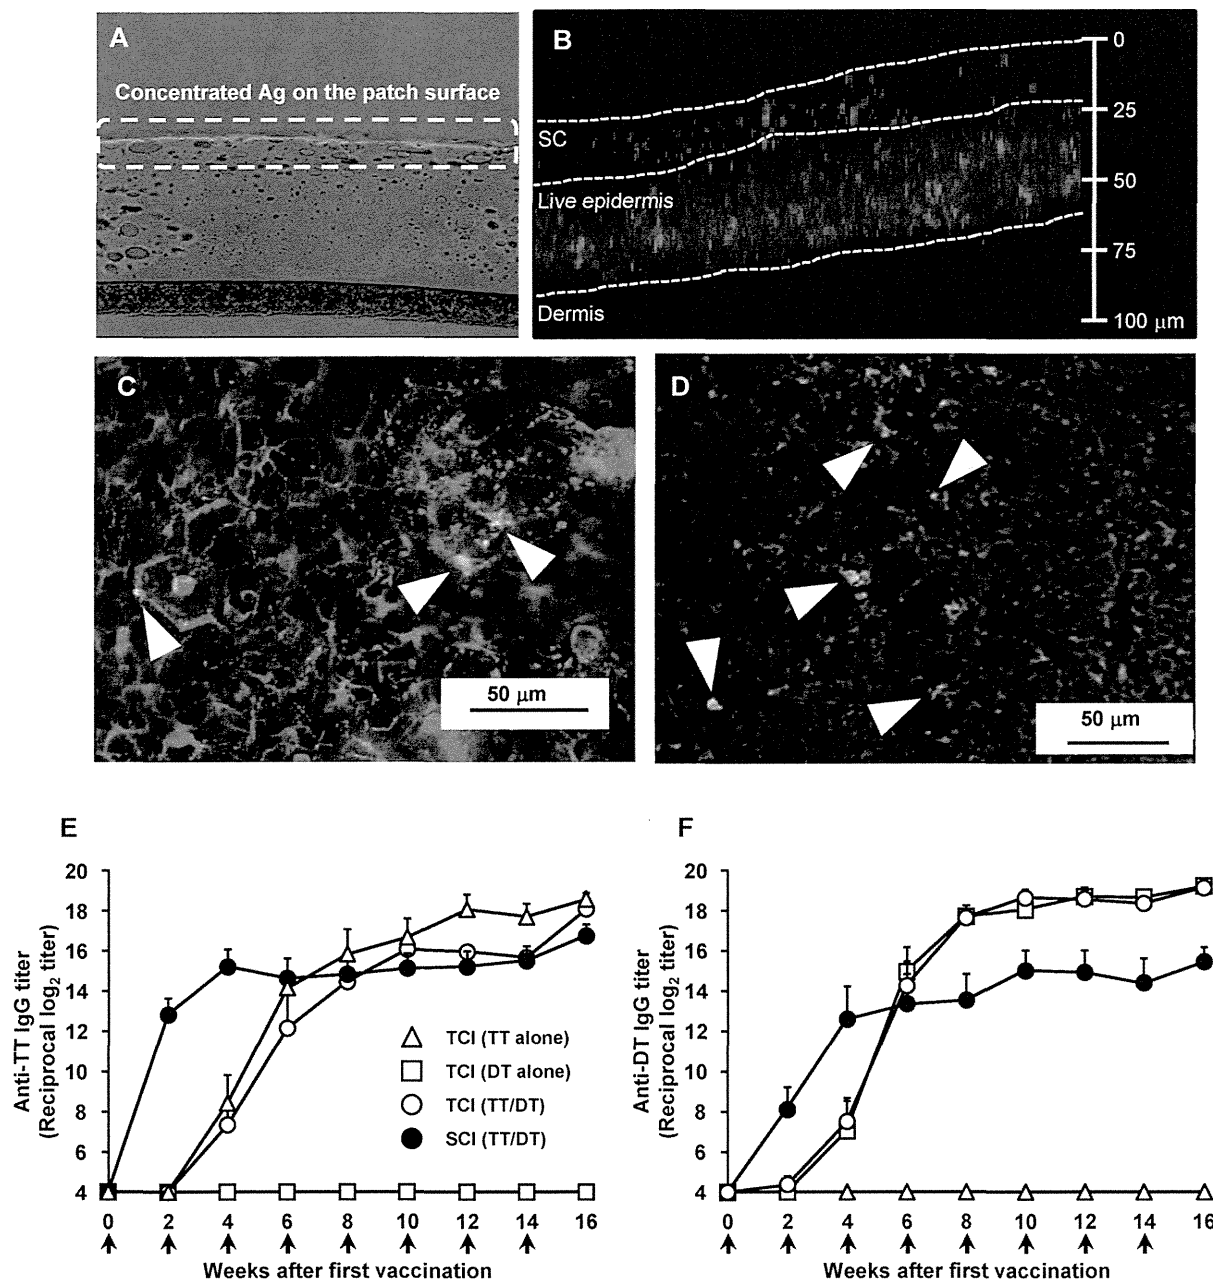 A
Concentrated Ag on the patch surface
B
SC
Live epidermis
Dermis
0
25
50
75
100 μm
C
50 μm
D
50 μm
E
Anti-TT IgG titer
(Reciprocal log2 titer)
20
18
16
14
12
10
8
6
4
TCI (TT alone)
TCI (DT alone)
TCI (TT/DT)
SCI (TT/DT)
0 2 4 6 8 10 12 14 16
Weeks after first vaccination
F
Anti-DT IgG titer
(Reciprocal log2 titer)
20
18
16
14
12
10
8
6
4
0 2 4 6 8 10 12 14 16
Weeks after first vaccination